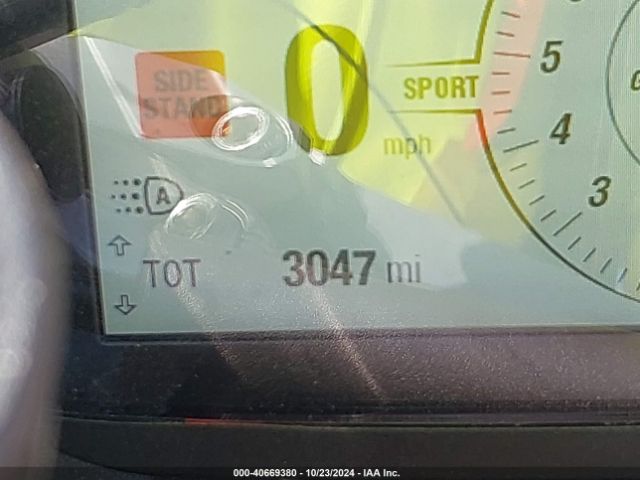 SIDE
STAND
0
mph
SPORT
5
4
3
A
TOT 3047 mi
000-40669380 - 10/23/2024 - IAA Inc.